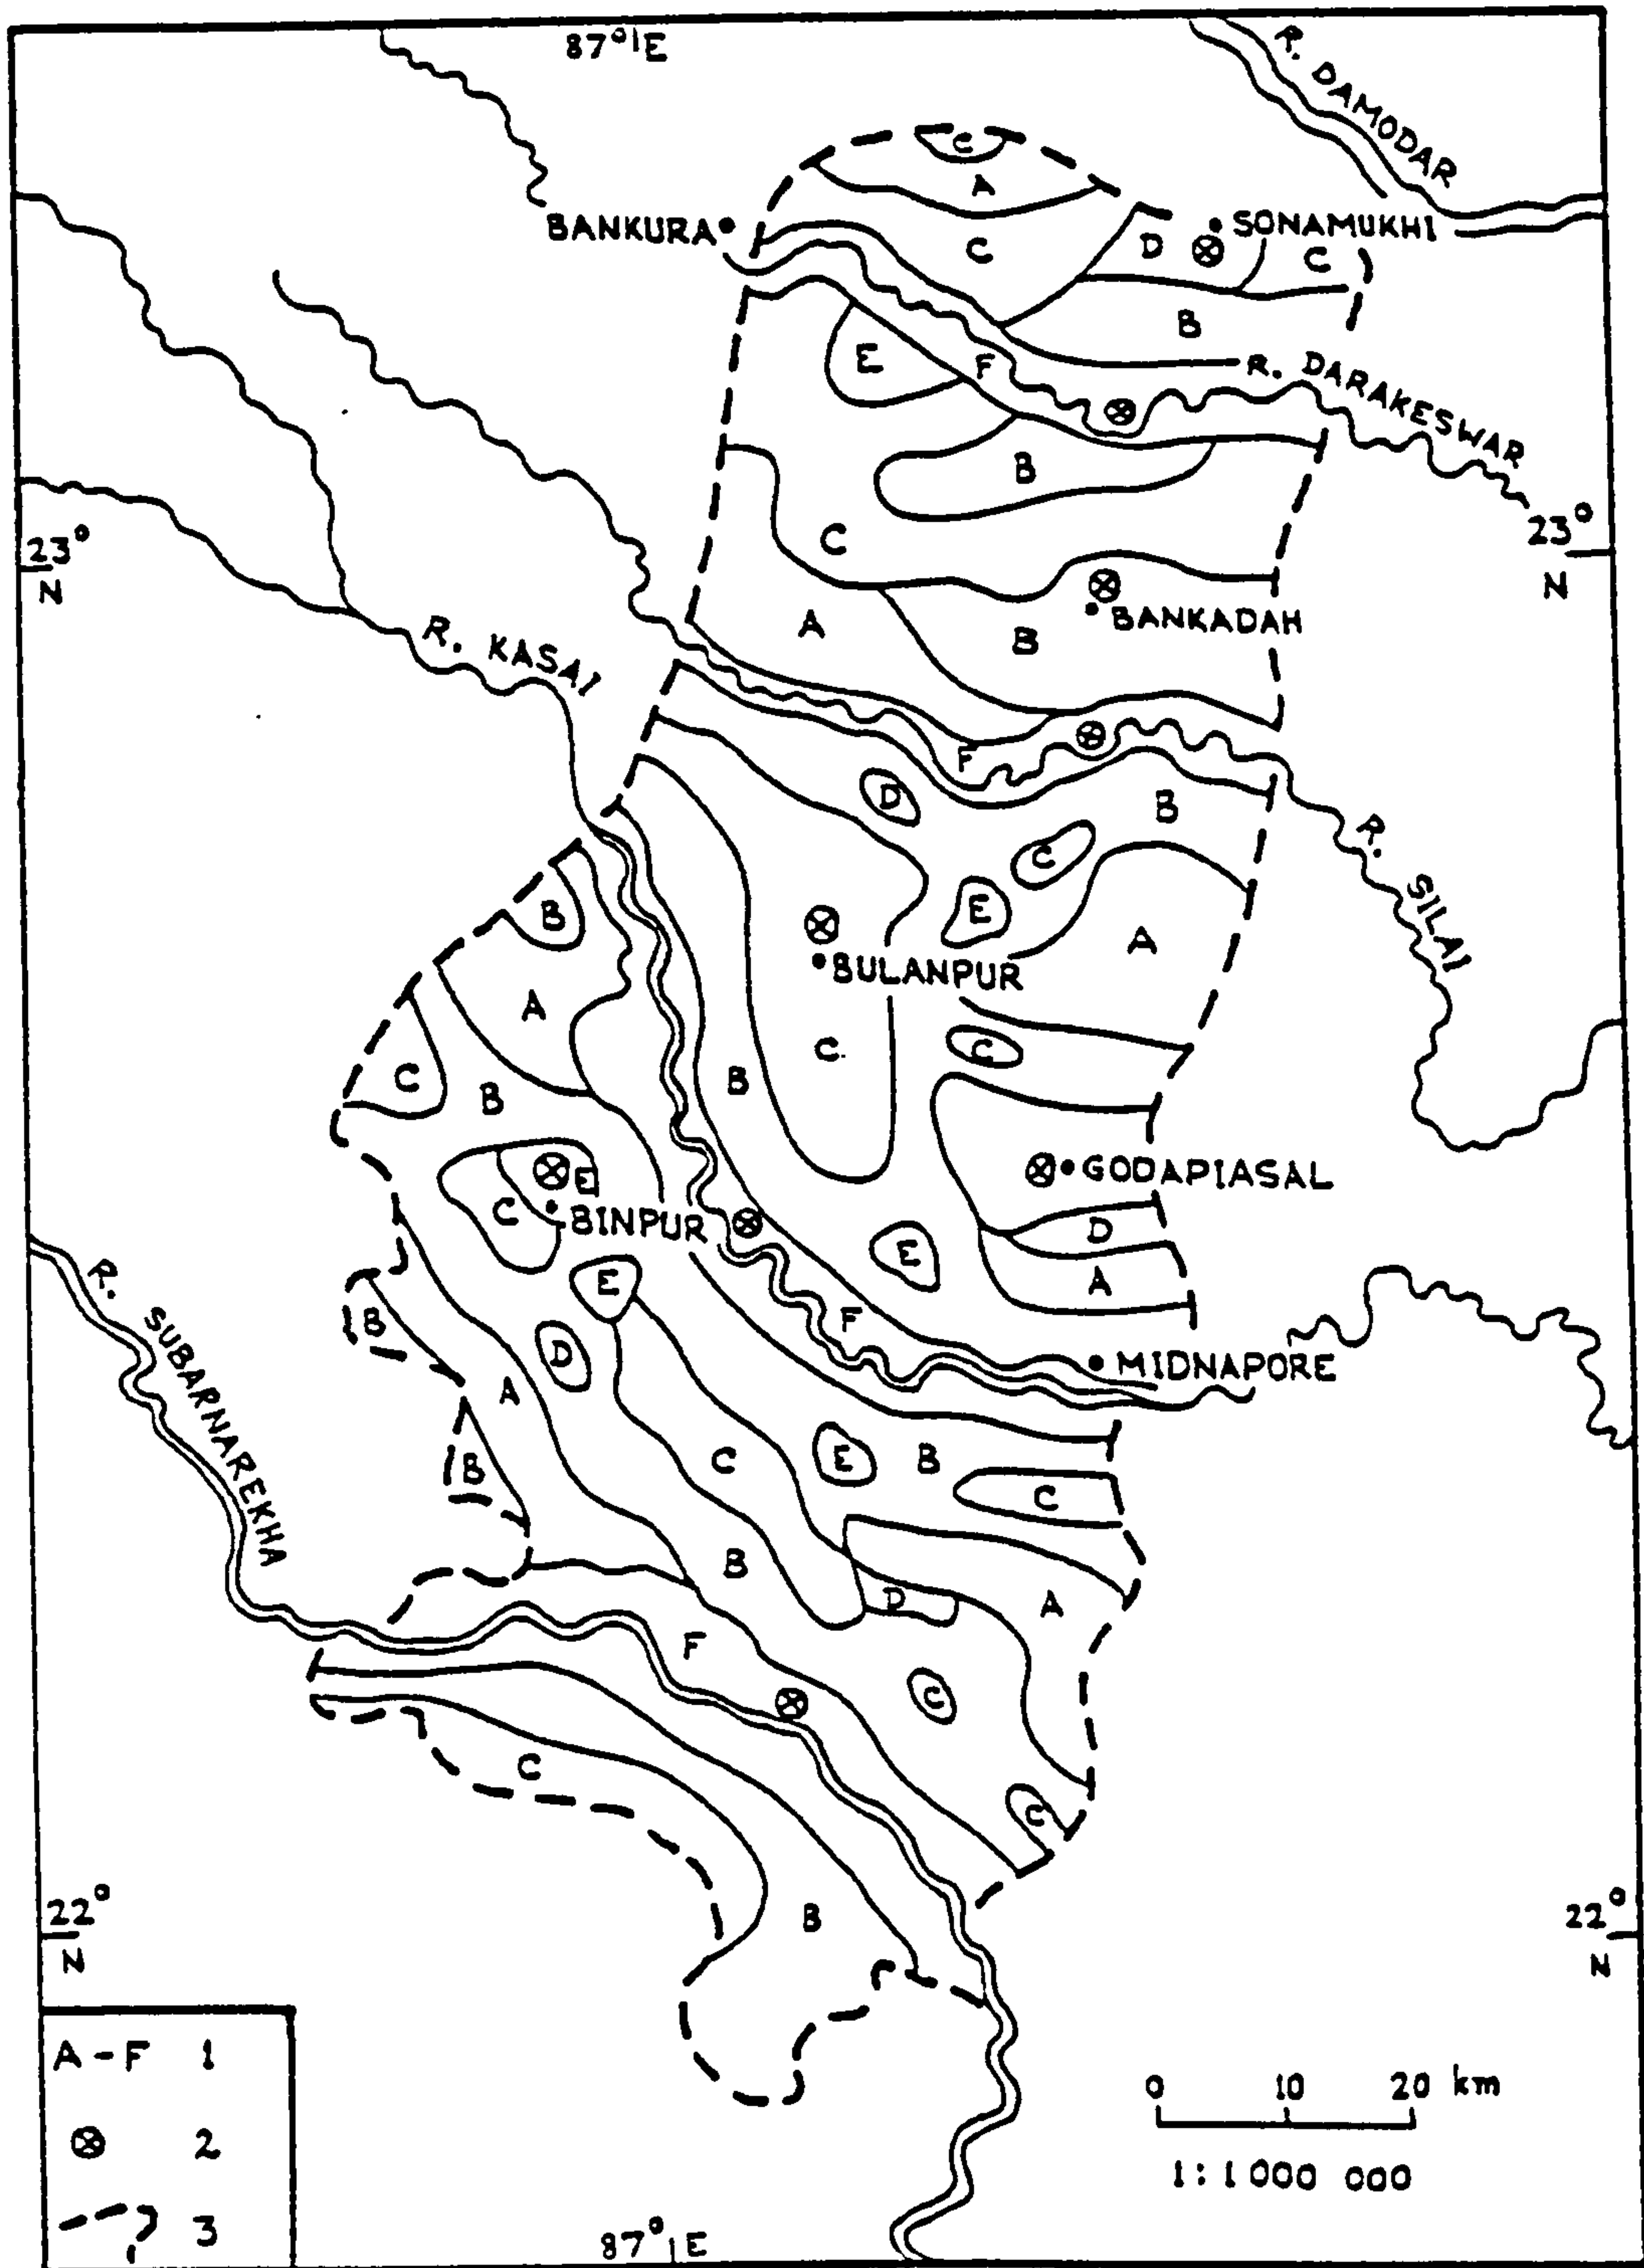 87° E
R. DAMODAR
C
A
BANKURA
SONAMUKHI
C
D
C
B
E
F
R. DARAKESWAR
B
23°
N
C
23°
N
BANKADAH
A
B
R. KASAI
F
D
B
C
B
E
A
R. SILAI
BULANPUR
A
C
C
C
B
B
GODAPIASAL
E
C
BINPUR
D
E
A
E
R. SUBARNAREKHA
B
F
D
MIDNAPORE
A
C
E
B
B
C
B
D
A
F
C
C
C
B
22°
N
22°
N
A - F 1
2
3
0 10 20 km
1:1 000 000
87° E